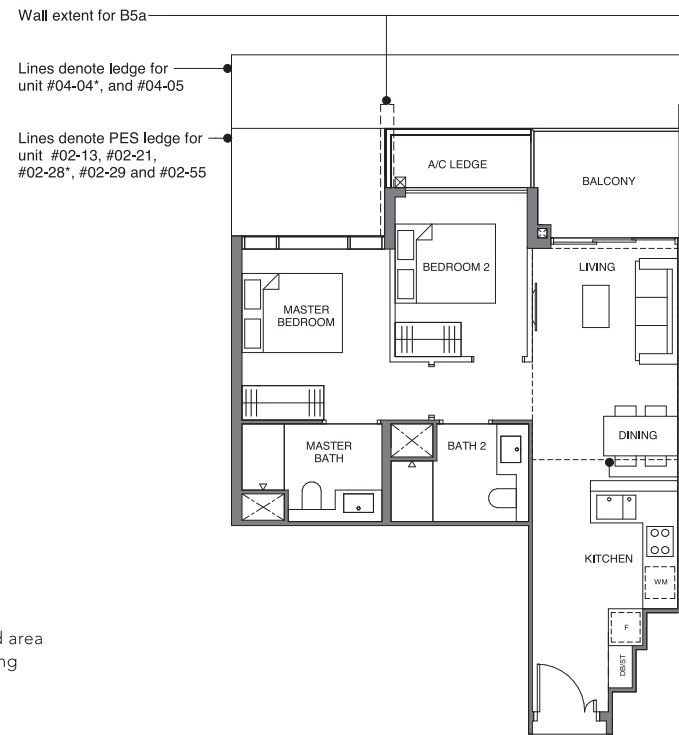 Wall extent for B5a
Lines denote ledge for
unit #04-04*, and #04-05
Lines denote PES ledge for
unit #02-13, #02-21,
#02-28*, #02-29 and #02-55
A/C LEDGE
BALCONY
BEDROOM 2
LIVING
MASTER
BEDROOM
DINING
MASTER
BATH
BATH 2
KITCHEN
WM
F
DB/ST
area